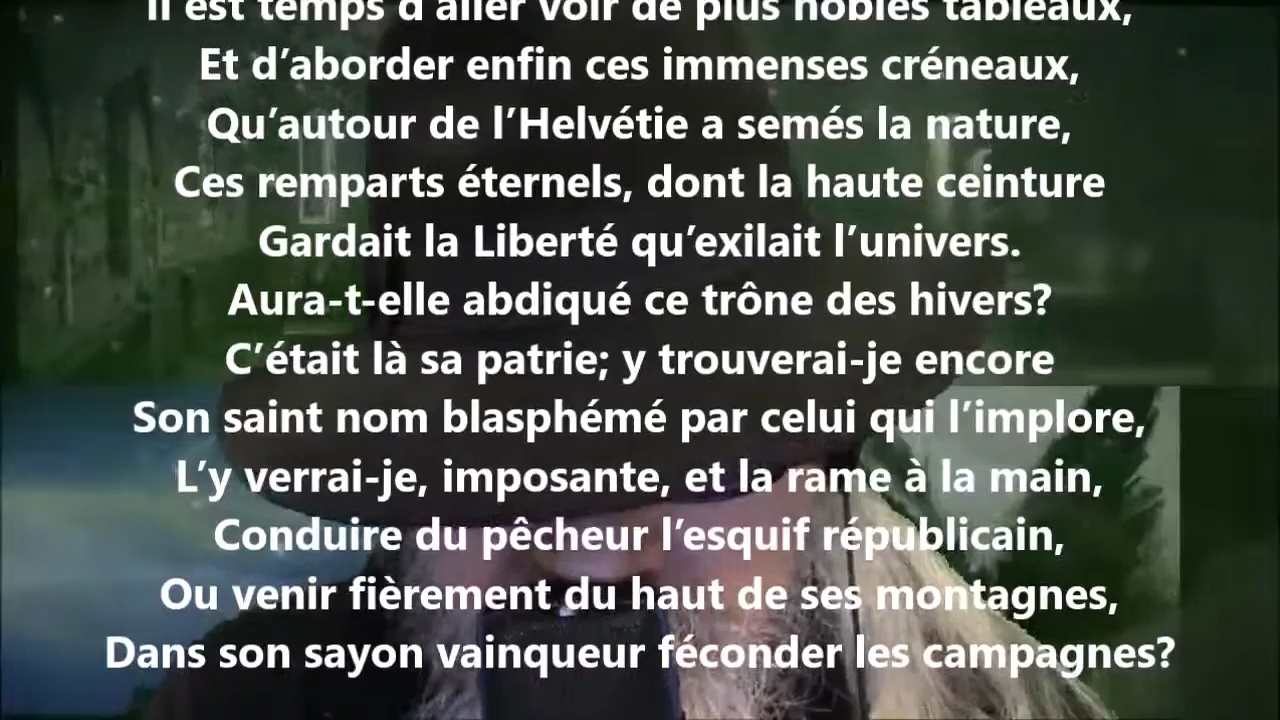 Il est temps d'aller voir de plus nobles tableaux,
Et d'aborder enfin ces immenses créneaux,
Qu'autour de l'Helvétie a semés la nature,
Ces remparts éternels, dont la haute ceinture
Gardait la Liberté qu'exilait l'univers.
Aura-t-elle abdiqué ce trône des hivers?
C'était là sa patrie; y trouverai-je encore
Son saint nom blasphémé par celui qui l'implore,
L'y verrai-je, imposante, et la rame à la main,
Conduire du pêcheur l'esquif républicain,
Ou venir fièrement du haut de ses montagnes,
Dans son sayon vainqueur féconder les campagnes?